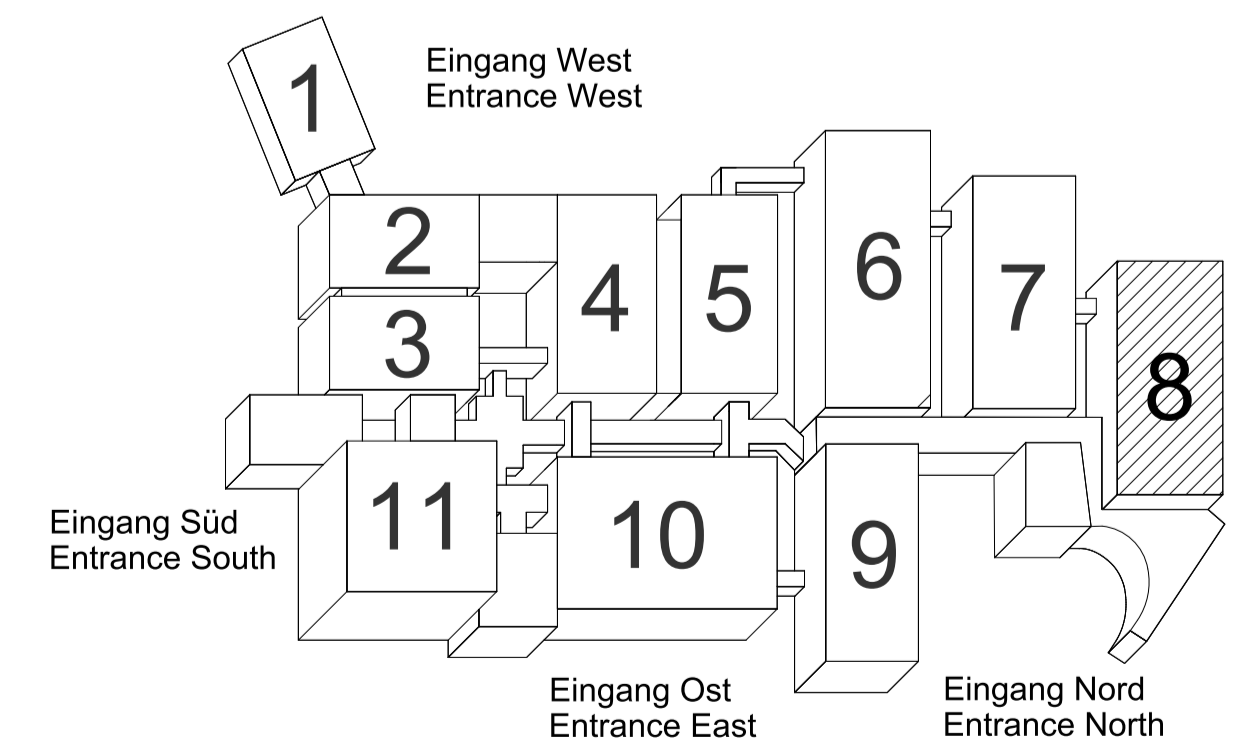 1
Eingang West
Entrance West
2
3
4
5
6
7
8
11
10
9
Eingang Süd
Entrance South
Eingang Ost
Entrance East
Eingang Nord
Entrance North